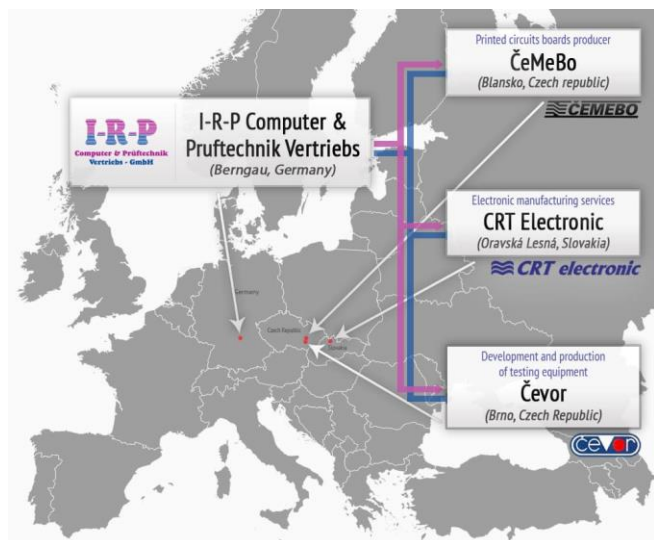 Printed circuits boards producer
ČeMeBo
(Blansko, Czech republic)
ČEMEBO
I-R-P
Computer & Prüftechnik
Vertriebs - GmbH
I-R-P Computer &
Pruftechnik Vertriebs
(Berngau, Germany)
Electronic manufacturing services
CRT Electronic
(Oravská Lesná, Slovakia)
CRT electronic
Germany
Czech Republic
Slovakia
Development and production
of testing equipment
Čevor
(Brno, Czech Republic)
čevor